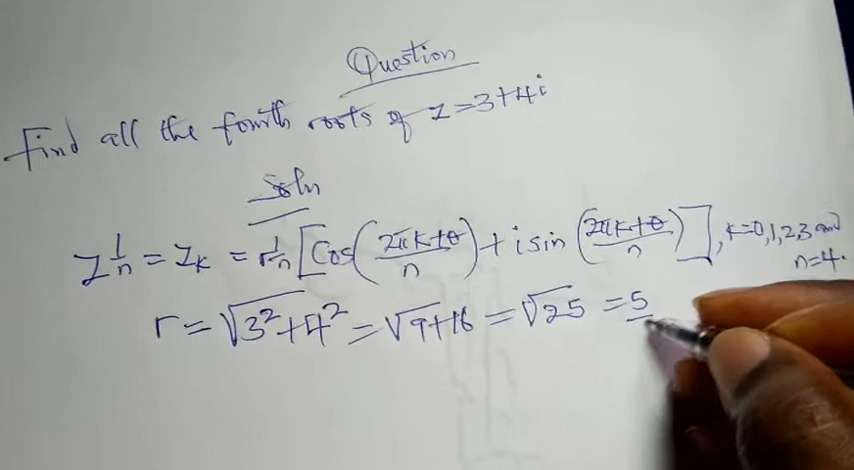 Question
Find all the fourth roots of z=3+4i
Soln
z^(1/n) = z_k = r^(1/n) [Cos((2πk+θ)/n) + i sin((2πk+θ)/n)], k=0,1,2,3 and
n=4.
r = √(3²+4²) = √(9+16) = √25 = 5